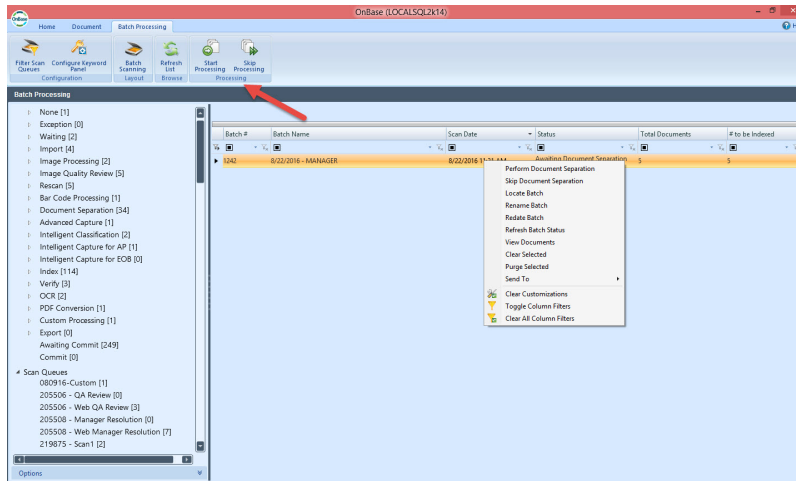 OnBase (LOCALSQL2k14)
OnBase
Home Document Batch Processing
Filter Scan Queues
Configure Keyword Panel
Batch Scanning
Refresh List
Start Processing
Skip Processing
Configuration Layout Browse Processing
Batch Processing
None [1]
Exception [0]
Waiting [2]
Import [4]
Image Processing [2]
Image Quality Review [5]
Rescan [5]
Bar Code Processing [1]
Document Separation [34]
Advanced Capture [1]
Intelligent Classification [2]
Intelligent Capture for AP [1]
Intelligent Capture for EOB [0]
Index [114]
Verify [3]
OCR [2]
PDF Conversion [1]
Custom Processing [1]
Export [0]
Awaiting Commit [249]
Commit [0]
Scan Queues
080916-Custom [1]
205506 - QA Review [0]
205506 - Web QA Review [3]
205508 - Manager Resolution [0]
205508 - Web Manager Resolution [7]
219875 - Scan1 [2]
Options
Batch # Batch Name Scan Date Status Total Documents # to be Indexed
1242 8/22/2016 - MANAGER 8/22/2016 11:21 AM Awaiting Document Separation 5 5
Perform Document Separation
Skip Document Separation
Locate Batch
Rename Batch
Redate Batch
Refresh Batch Status
View Documents
Clear Selected
Purge Selected
Send To
Clear Customizations
Toggle Column Filters
Clear All Column Filters